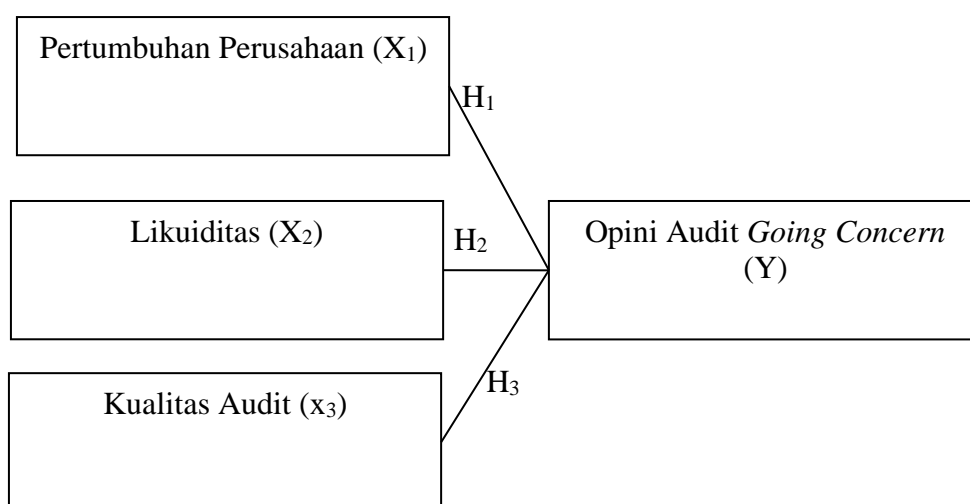 Pertumbuhan Perusahaan (X₁)
H₁
Likuiditas (X₂)
H₂
Opini Audit Going Concern
(Y)
Kualitas Audit (x₃)
H₃